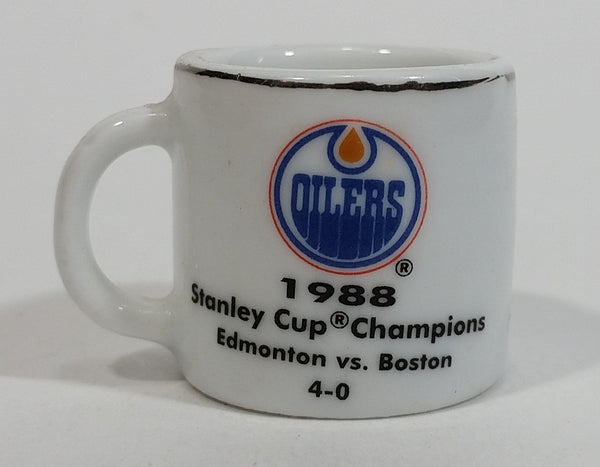 OILERS
®
1988
Stanley Cup® Champions
Edmonton vs. Boston
4-0